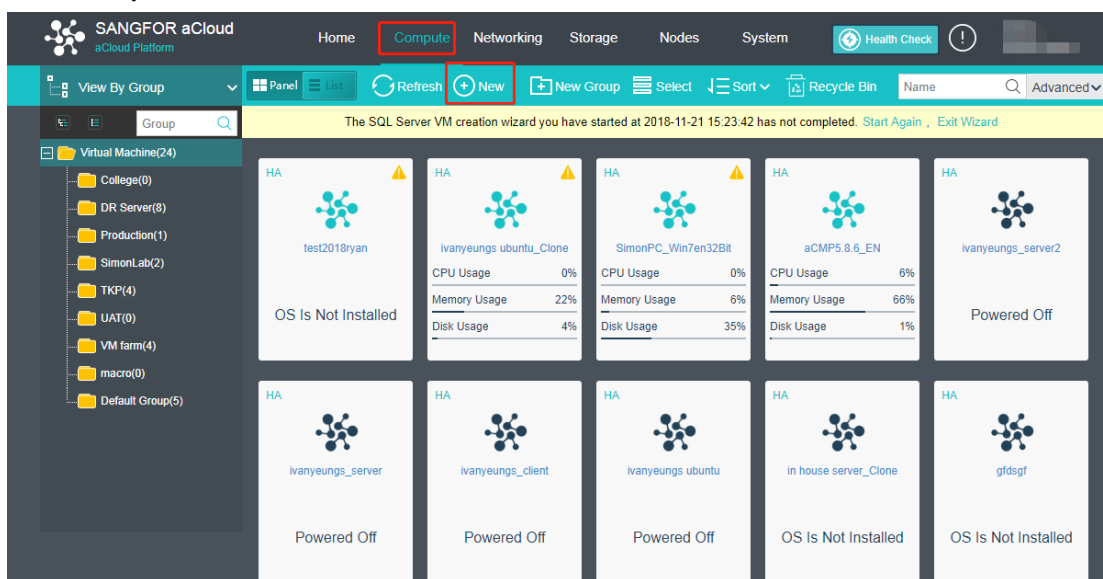 SANGFOR aCloud
aCloud Platform
Home Compute Networking Storage Nodes System Health Check
View By Group Panel List Refresh New New Group Select Sort Recycle Bin Name Advanced
Group
The SQL Server VM creation wizard you have started at 2018-11-21 15:23:42 has not completed. Start Again , Exit Wizard
Virtual Machine(24)
College(0)
DR Server(8)
Production(1)
SimonLab(2)
TKP(4)
UAT(0)
VM farm(4)
macro(0)
Default Group(5)
HA HA HA HA HA
test2018ryan ivanyeungs ubuntu_Clone SimonPC_Win7en32Bit aCMP5.8.6_EN ivanyeungs_server2
CPU Usage 0% CPU Usage 0% CPU Usage 6%
Memory Usage 22% Memory Usage 6% Memory Usage 66%
OS Is Not Installed Powered Off
Disk Usage 4% Disk Usage 35% Disk Usage 1%
HA HA HA HA HA
ivanyeungs_server ivanyeungs_client ivanyeungs ubuntu in house server_Clone gfdsgf
Powered Off Powered Off Powered Off OS Is Not Installed OS Is Not Installed